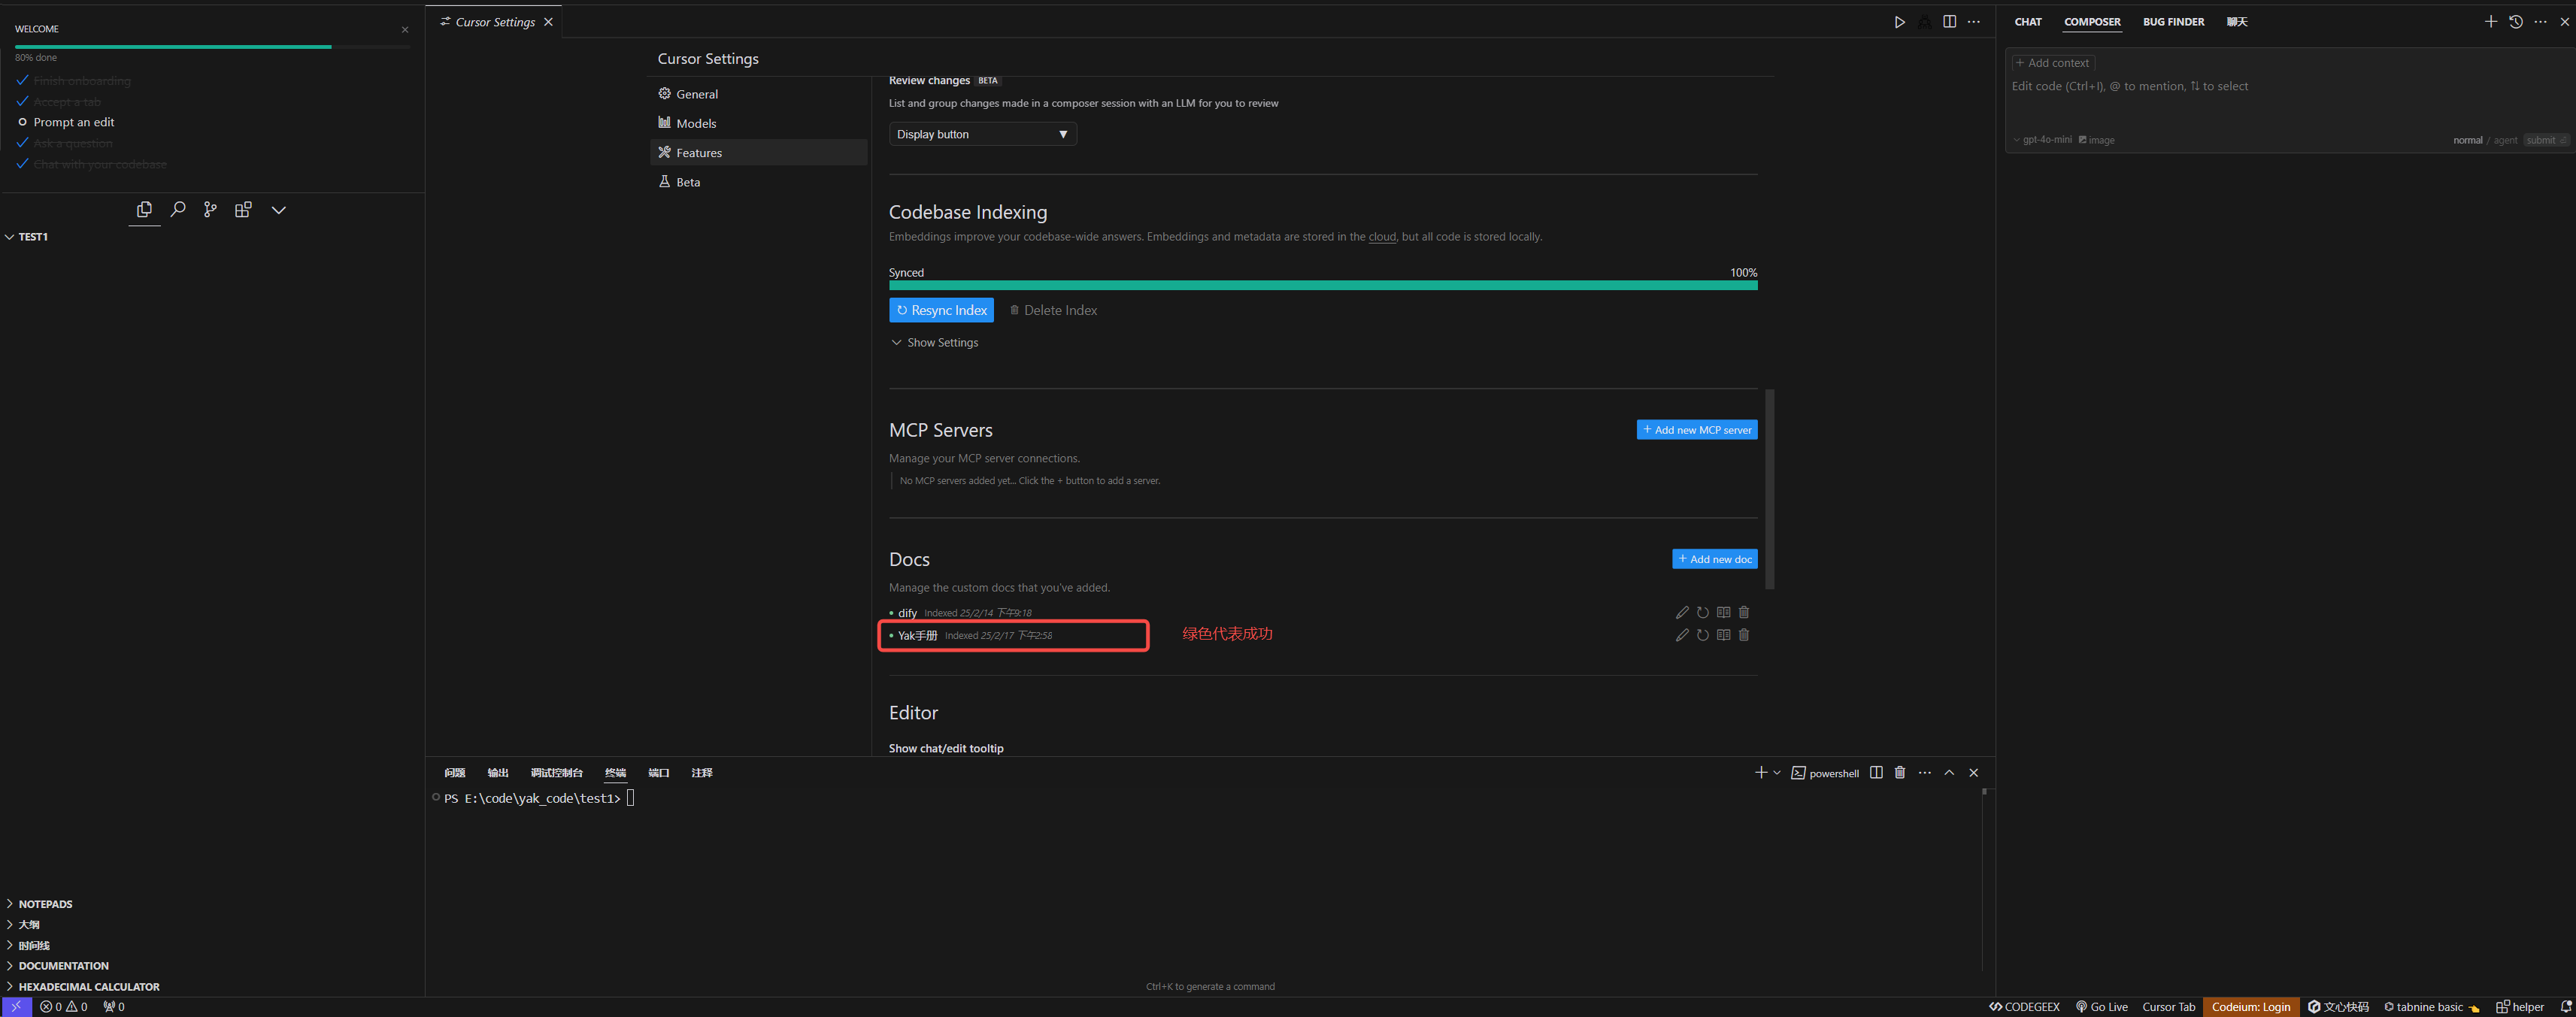 WELCOME
80% done
Finish onboarding
Accept a tab
Prompt an edit
Ask a question
Chat with your codebase
TEST1
NOTEPADS
大纲
时间线
DOCUMENTATION
HEXADECIMAL CALCULATOR
Cursor Settings
Cursor Settings
General
Models
Features
Beta
Review changes BETA
List and group changes made in a composer session with an LLM for you to review
Display button
Codebase Indexing
Embeddings improve your codebase-wide answers. Embeddings and metadata are stored in the cloud, but all code is stored locally.
Synced 100%
Resync Index Delete Index
Show Settings
MCP Servers + Add new MCP server
Manage your MCP server connections.
No MCP servers added yet... Click the + button to add a server.
Docs + Add new doc
Manage the custom docs that you've added.
dify Indexed 25/2/14 下午9:18
Yak手册 Indexed 25/2/17 下午2:58 绿色代表成功
Editor
Show chat/edit tooltip
问题 输出 调试控制台 终端 端口 注释 powershell
PS E:\code\yak_code\test1>
Ctrl+K to generate a command
CHAT COMPOSER BUG FINDER 聊天
+ Add context
Edit code (Ctrl+I), @ to mention, ⇅ to select
gpt-4o-mini image normal / agent submit
0 0 0 CODEGEEX Go Live Cursor Tab Codeium: Login 文心快码 tabnine basic helper